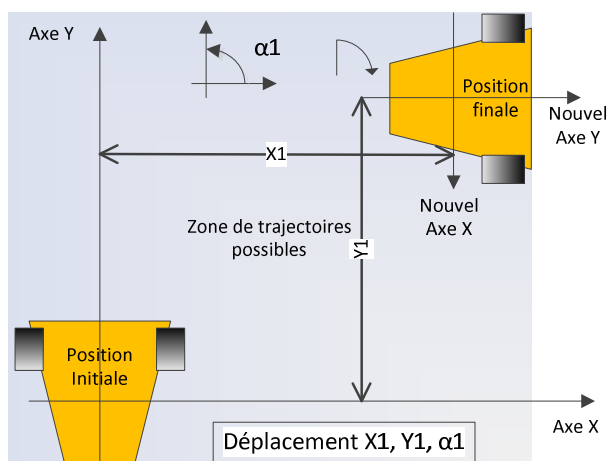 Axe Y
α1
Position
finale
Nouvel
Axe Y
X1
Nouvel
Axe X
Zone de trajectoires
possibles
Y1
Position
Initiale
Axe X
Déplacement X1, Y1, α1